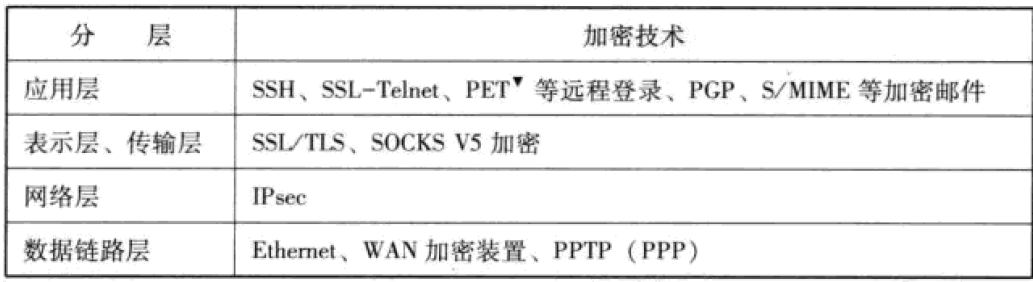 分 层 加密技术
应用层 SSH、SSL-Telnet、PET▼ 等远程登录、PGP、S/MIME 等加密邮件
表示层、传输层 SSL/TLS、SOCKS V5 加密
网络层 IPsec
数据链路层 Ethernet、WAN 加密装置、PPTP（PPP）